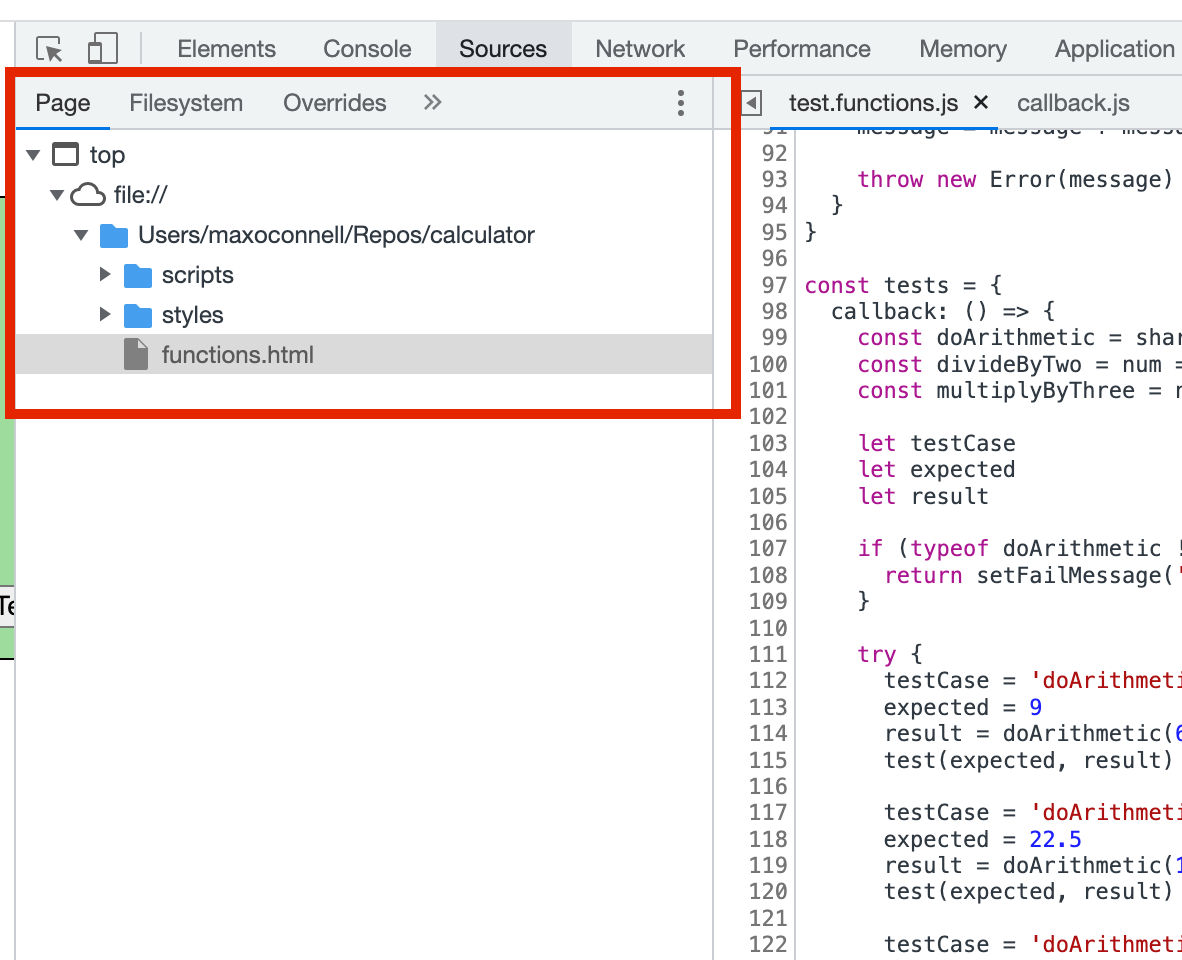 Elements Console Sources Network Performance Memory Application
Page Filesystem Overrides »
test.functions.js × callback.js
top
file://
Users/maxoconnell/Repos/calculator
scripts
styles
functions.html
91 message = message
92
93 throw new Error(message)
94 }
95 }
96
97 const tests = {
98 callback: () => {
99 const doArithmetic =
100 const divideByTwo = num =
101 const multiplyByThree =
102
103 let testCase
104 let expected
105 let result
106
107 if (typeof doArithmetic
108 return setFailMessage('
109 }
110
111 try {
112 testCase = 'doArithmeti
113 expected = 9
114 result = doArithmetic(6
115 test(expected, result)
116
117 testCase = 'doArithmeti
118 expected = 22.5
119 result = doArithmetic(1
120 test(expected, result)
121
122 testCase = 'doArithmeti
Te